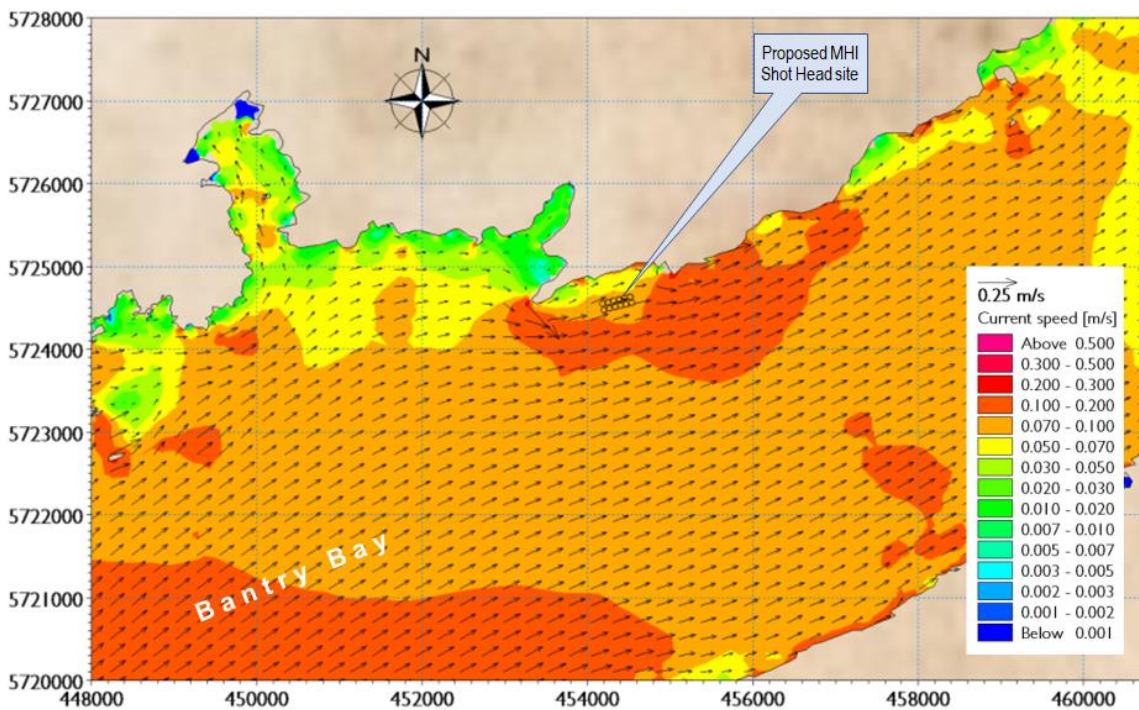 5728000
5727000
5726000
5725000
5724000
5723000
5722000
5721000
5720000
N
Proposed MHI
Shot Head site
Bantry Bay
0.25 m/s
Current speed [m/s]
Above 0.500
0.300 - 0.500
0.200 - 0.300
0.100 - 0.200
0.070 - 0.100
0.050 - 0.070
0.030 - 0.050
0.020 - 0.030
0.010 - 0.020
0.007 - 0.010
0.005 - 0.007
0.003 - 0.005
0.002 - 0.003
0.001 - 0.002
Below 0.001
448000 450000 452000 454000 456000 458000 460000